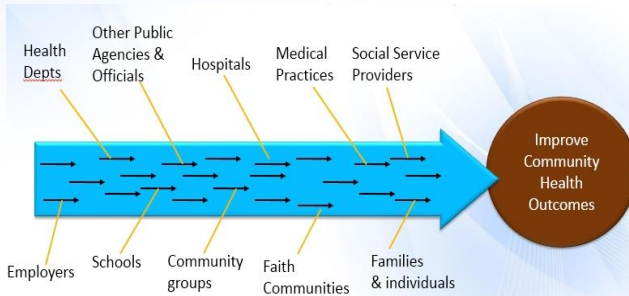 Health
Depts
Other Public
Agencies &
Officials
Hospitals
Medical
Practices
Social Service
Providers
Improve
Community
Health
Outcomes
Employers
Schools
Community
groups
Faith
Communities
Families
& individuals